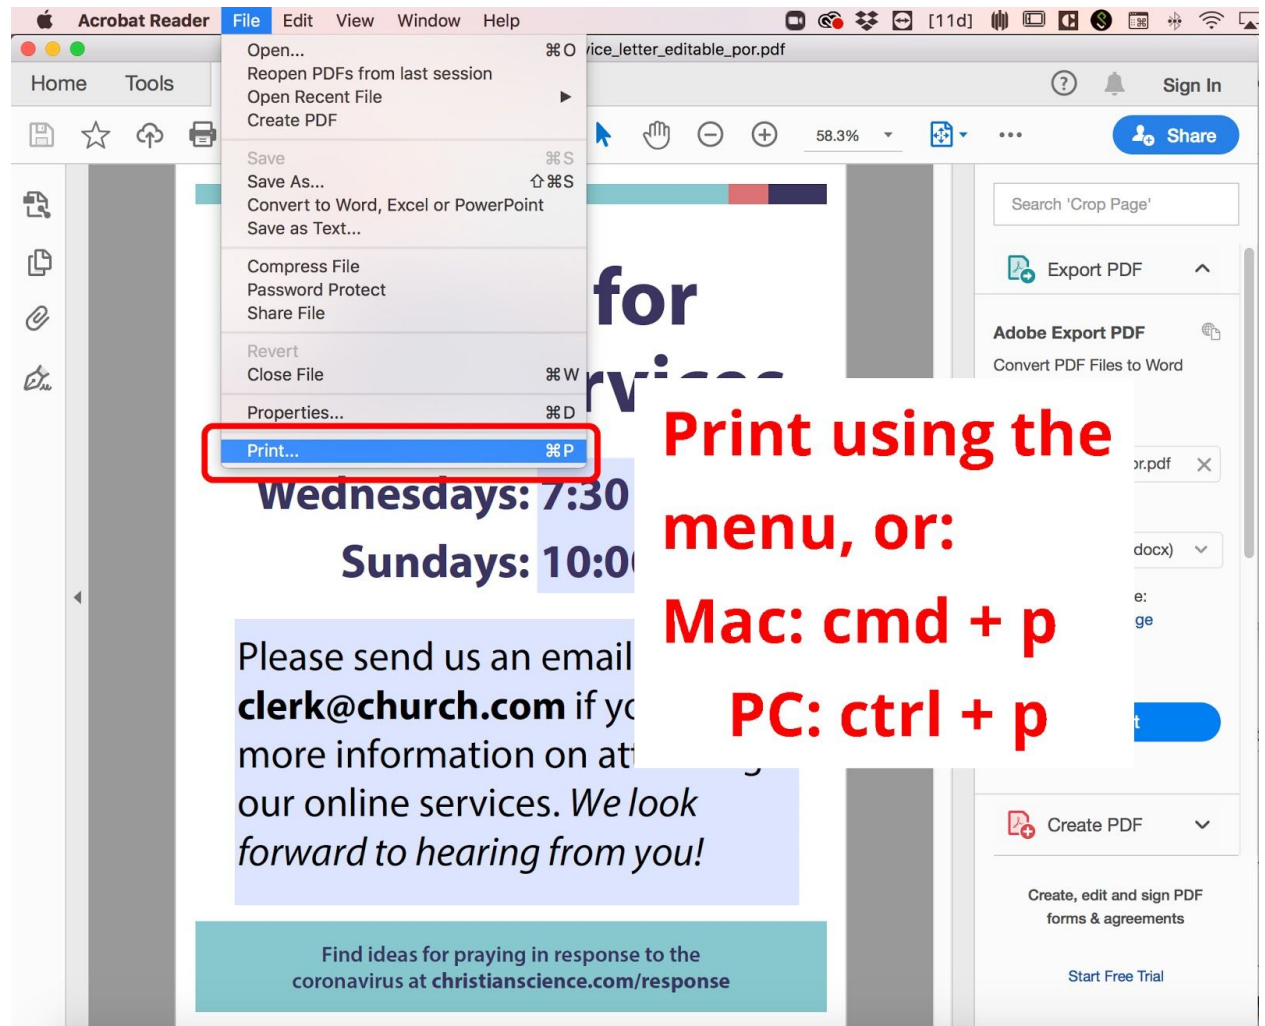 Acrobat Reader File Edit View Window Help [11d]
vice_letter_editable_por.pdf
Home Tools Sign In
58.3% Share
Open... ⌘O
Reopen PDFs from last session
Open Recent File ▶
Create PDF
Save ⌘S
Save As... ⇧⌘S
Convert to Word, Excel or PowerPoint
Save as Text...
Compress File
Password Protect
Share File
Revert
Close File ⌘W
Properties... ⌘D
Print... ⌘P
for
Wednesdays: 7:30
Sundays: 10:00
Please send us an email
clerk@church.com if
more information on
our online services. We look
forward to hearing from you!
Find ideas for praying in response to the
coronavirus at christianscience.com/response
Print using the
menu, or:
Mac: cmd + p
PC: ctrl + p
Search 'Crop Page'
Export PDF
Adobe Export PDF
Convert PDF Files to Word
or.pdf
docx)
e:
ge
t
Create PDF
Create, edit and sign PDF
forms & agreements
Start Free Trial